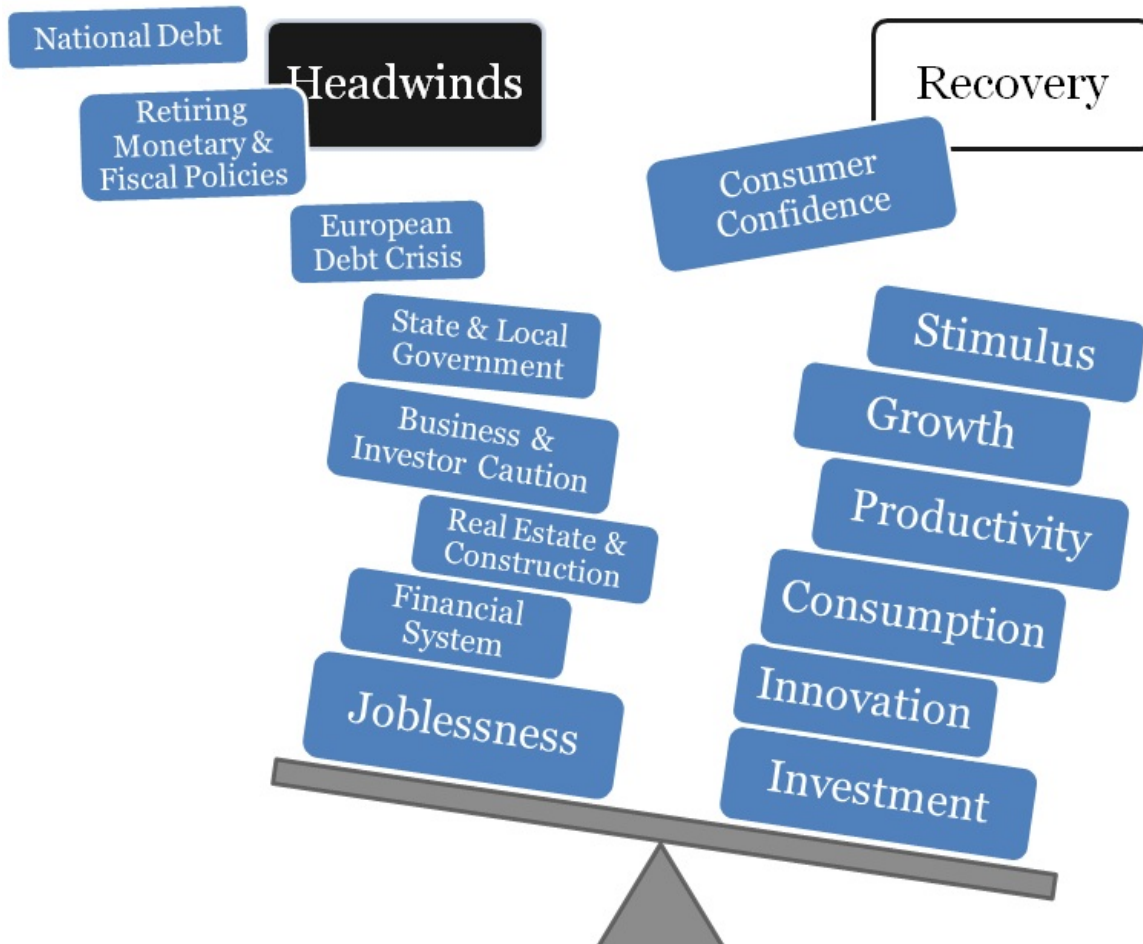 National Debt
Headwinds
Retiring
Monetary &
Fiscal Policies
European
Debt Crisis
State & Local
Government
Business &
Investor Caution
Real Estate &
Construction
Financial
System
Joblessness
Recovery
Consumer
Confidence
Stimulus
Growth
Productivity
Consumption
Innovation
Investment